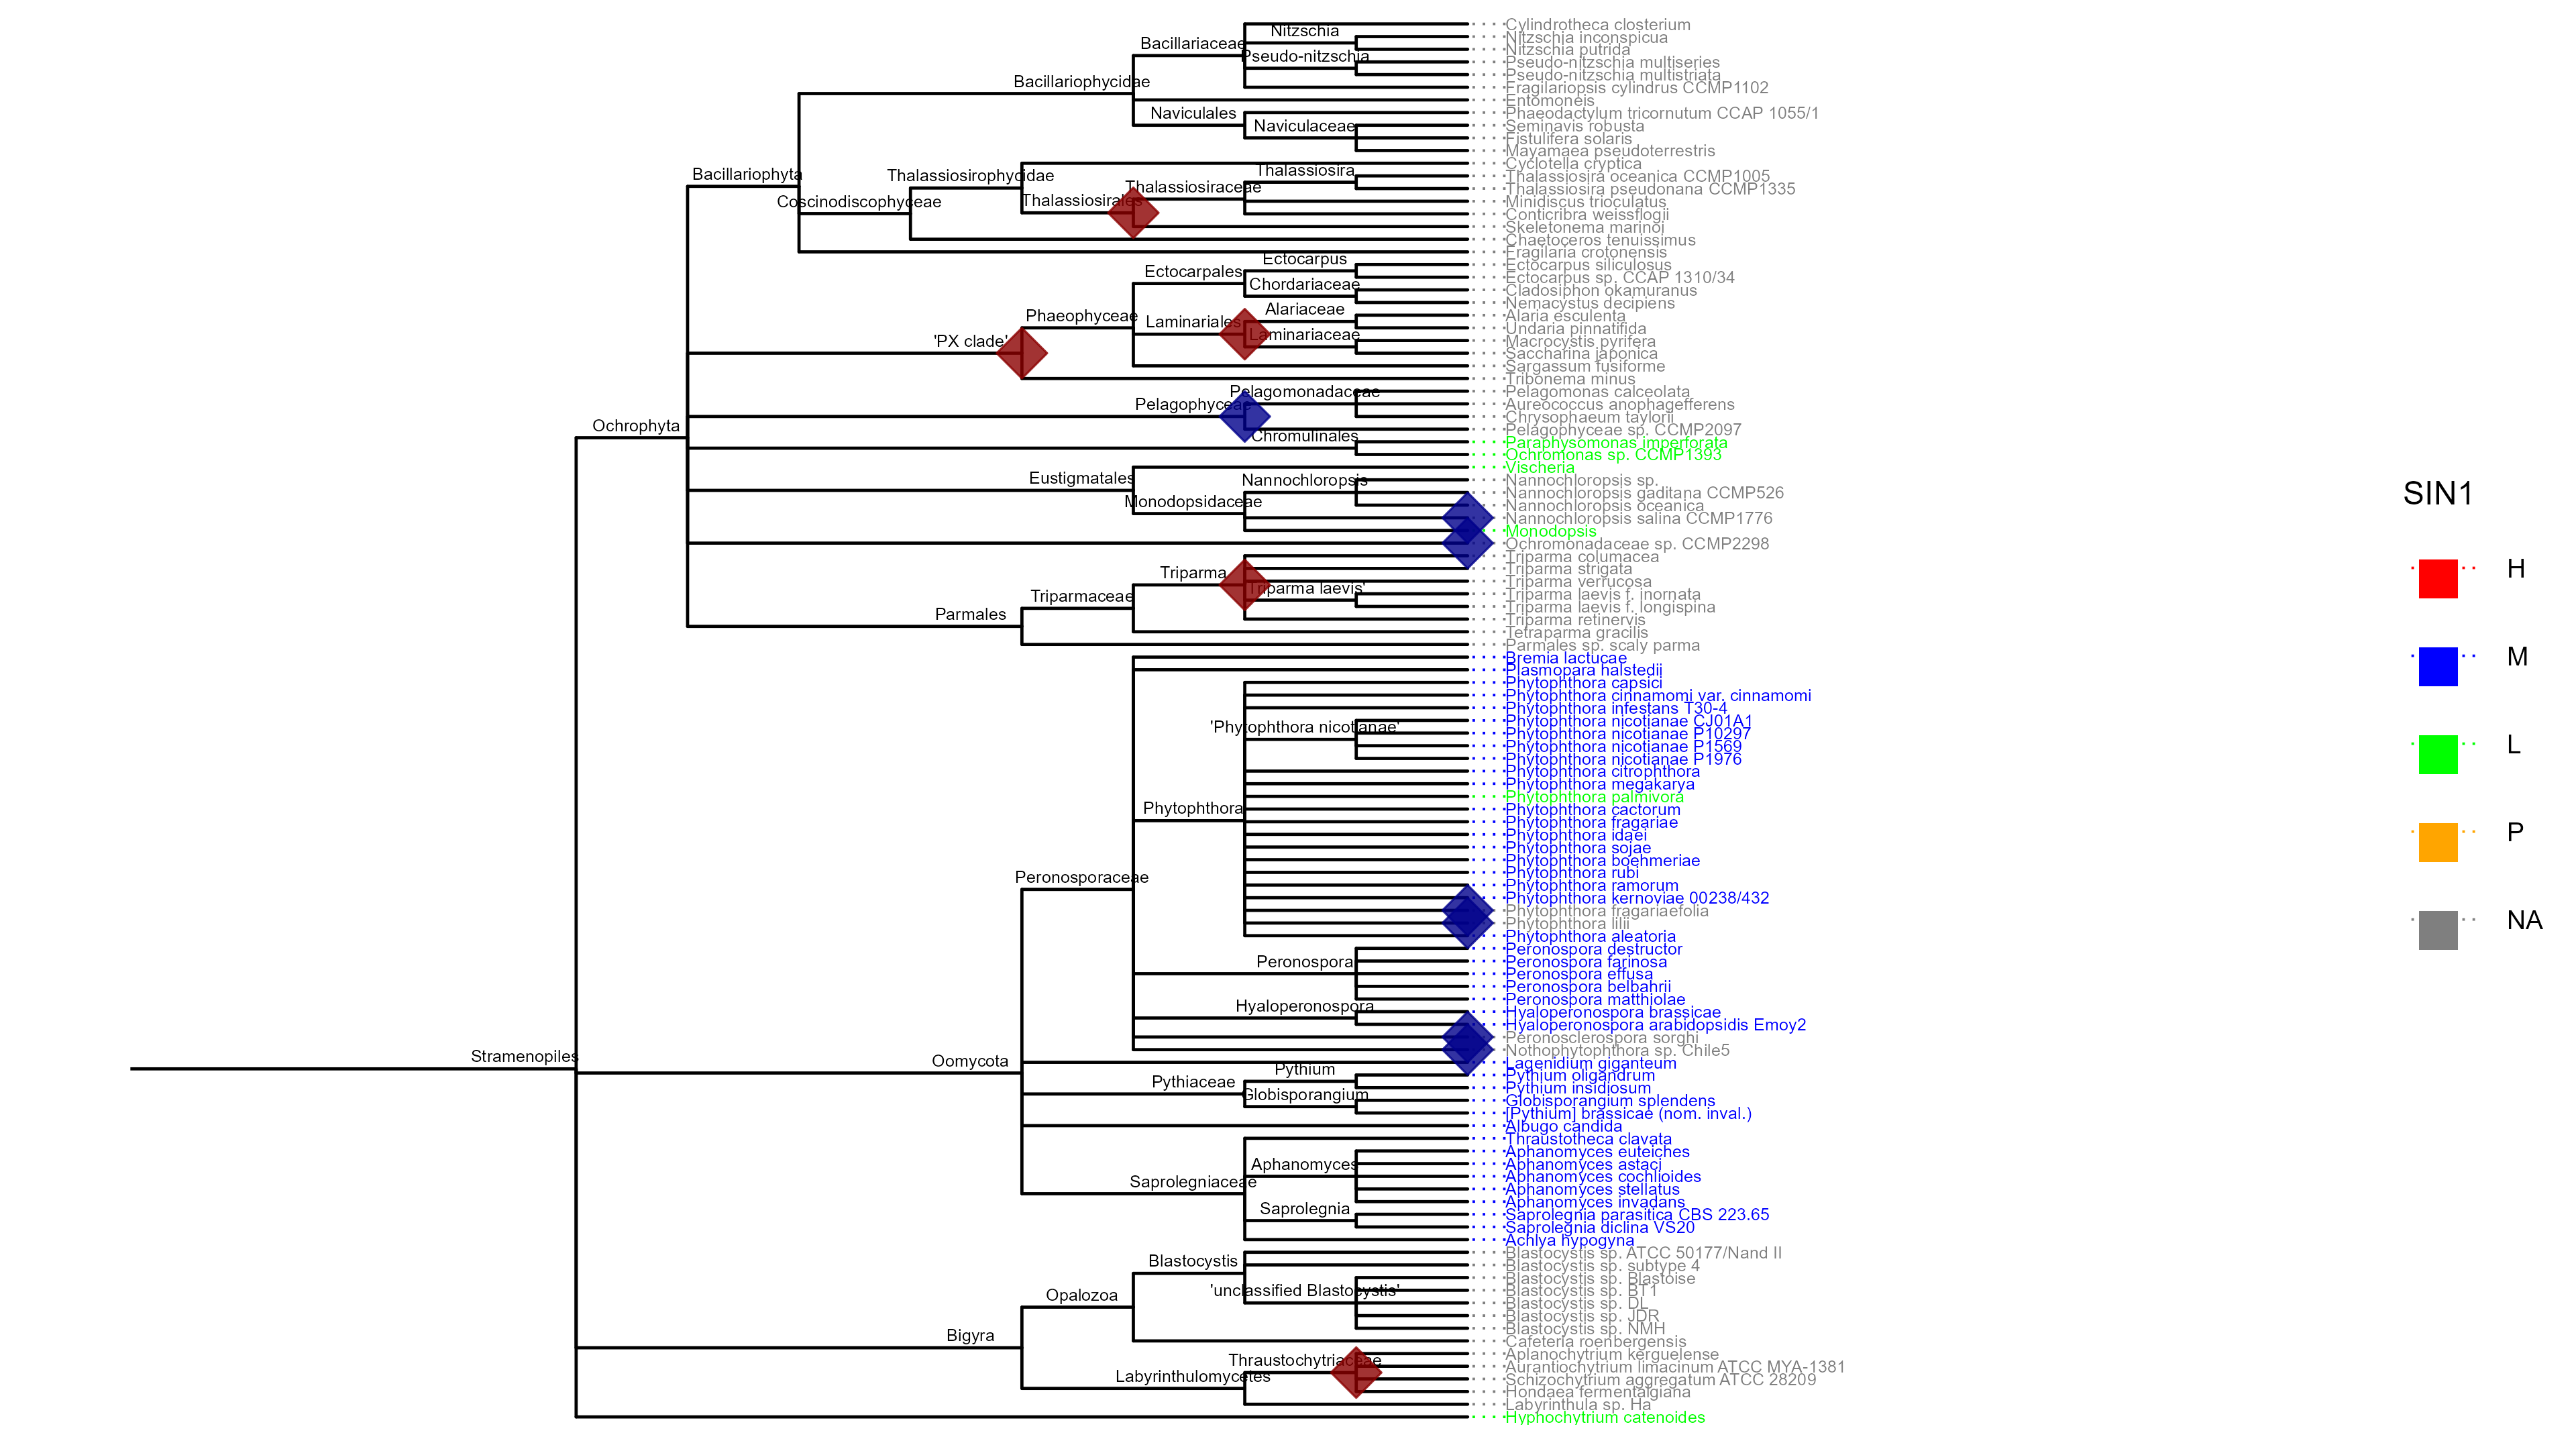 Cylindrotheca closterium
Nitzschia
Nitzschia inconspicua
Bacillariaceae
Nitzschia putrida
Pseudo-nitzschia
Pseudo-nitzschia multiseries
Pseudo-nitzschia multistriata
Bacillariophycidae
Fragilariopsis cylindrus CCMP1102
Entomoneis
Naviculales
Phaeodactylum tricornutum CCAP 1055/1
Naviculaceae
Seminavis robusta
Fistulifera solaris
Mayamaea pseudoterrestris
Cyclotella cryptica
Thalassiosira
Bacillariophyta
Thalassiosirophycidae
Thalassiosira oceanica CCMP1005
Thalassiosiraceae
Thalassiosira pseudonana CCMP1335
Coscinodiscophyceae
Thalassiosirales
Minidiscus trioculatus
Conticribra weissflogii
Skeletonema marinoi
Chaetoceros tenuissimus
Fragilaria crotonensis
Ectocarpus
Ectocarpus siliculosus
Ectocarpales
Ectocarpus sp. CCAP 1310/34
Chordariaceae
Cladosiphon okamuranus
Nemacystus decipiens
Alariaceae
Phaeophyceae
Alaria esculenta
Laminariales
Undaria pinnatifida
Laminariaceae
'PX clade'
Macrocystis pyrifera
Saccharina japonica
Sargassum fusiforme
Tribonema minus
Pelagomonadaceae
Pelagomonas calceolata
Pelagophyceae
Aureococcus anophagefferens
Chrysophaeum taylorii
Ochrophyta
Pelagophyceae sp. CCMP2097
Chromulinales
Paraphysomonas imperforata
Ochromonas sp. CCMP1393
Vischeria
Eustigmatales
Nannochloropsis
Nannochloropsis sp.
Nannochloropsis gaditana CCMP526
Monodopsidaceae
Nannochloropsis oceanica
Nannochloropsis salina CCMP1776
Monodopsis
Ochromonadaceae sp. CCMP2298
Triparma columacea
Triparma
Triparma strigata
Triparma verrucosa
Triparmaceae
'Triparma laevis'
Triparma laevis f. inornata
Triparma laevis f. longispina
Parmales
Triparma retinervis
Tetraparma gracilis
Parmales sp. scaly parma
Bremia lactucae
Plasmopara halstedii
Phytophthora capsici
Phytophthora cinnamomi var. cinnamomi
Phytophthora infestans T30-4
'Phytophthora nicotianae'
Phytophthora nicotianae CJ01A1
Phytophthora nicotianae P10297
Phytophthora nicotianae P1569
Phytophthora nicotianae P1976
Phytophthora citrophthora
Phytophthora megakarya
Phytophthora palmivora
Phytophthora
Phytophthora cactorum
Phytophthora fragariae
Phytophthora idaei
Phytophthora sojae
Phytophthora boehmeriae
Peronosporaceae
Phytophthora rubi
Phytophthora ramorum
Phytophthora kernoviae 00238/432
Phytophthora fragariaefolia
Phytophthora lilii
Phytophthora aleatoria
Peronospora destructor
Peronospora
Peronospora farinosa
Peronospora effusa
Peronospora belbahrii
Peronospora matthiolae
Hyaloperonospora
Hyaloperonospora brassicae
Hyaloperonospora arabidopsidis Emoy2
Peronosclerospora sorghi
Nothophytophthora sp. Chile5
Stramenopiles
Oomycota
Lagenidium giganteum
Pythium
Pythium oligandrum
Pythiaceae
Pythium insidiosum
Globisporangium
Globisporangium splendens
[Pythium] brassicae (nom. inval.)
Albugo candida
Thraustotheca clavata
Aphanomyces euteiches
Aphanomyces
Aphanomyces astaci
Saprolegniaceae
Aphanomyces cochlioides
Aphanomyces stellatus
Aphanomyces invadans
Saprolegnia
Saprolegnia parasitica CBS 223.65
Saprolegnia diclina VS20
Achlya hypogyna
Blastocystis
Blastocystis sp. ATCC 50177/Nand II
Blastocystis sp. subtype 4
Blastocystis sp. Blastoise
'unclassified Blastocystis'
Blastocystis sp. BT1
Opalozoa
Blastocystis sp. DL
Blastocystis sp. JDR
Blastocystis sp. NMH
Bigyra
Cafeteria roenbergensis
Aplanochytrium kerguelense
Thraustochytriaceae
Aurantiochytrium limacinum ATCC MYA-1381
Labyrinthulomycetes
Schizochytrium aggregatum ATCC 28209
Hondaea fermentalgiana
Labyrinthula sp. Ha
Hyphochytrium catenoides
SIN1
H
M
L
P
NA